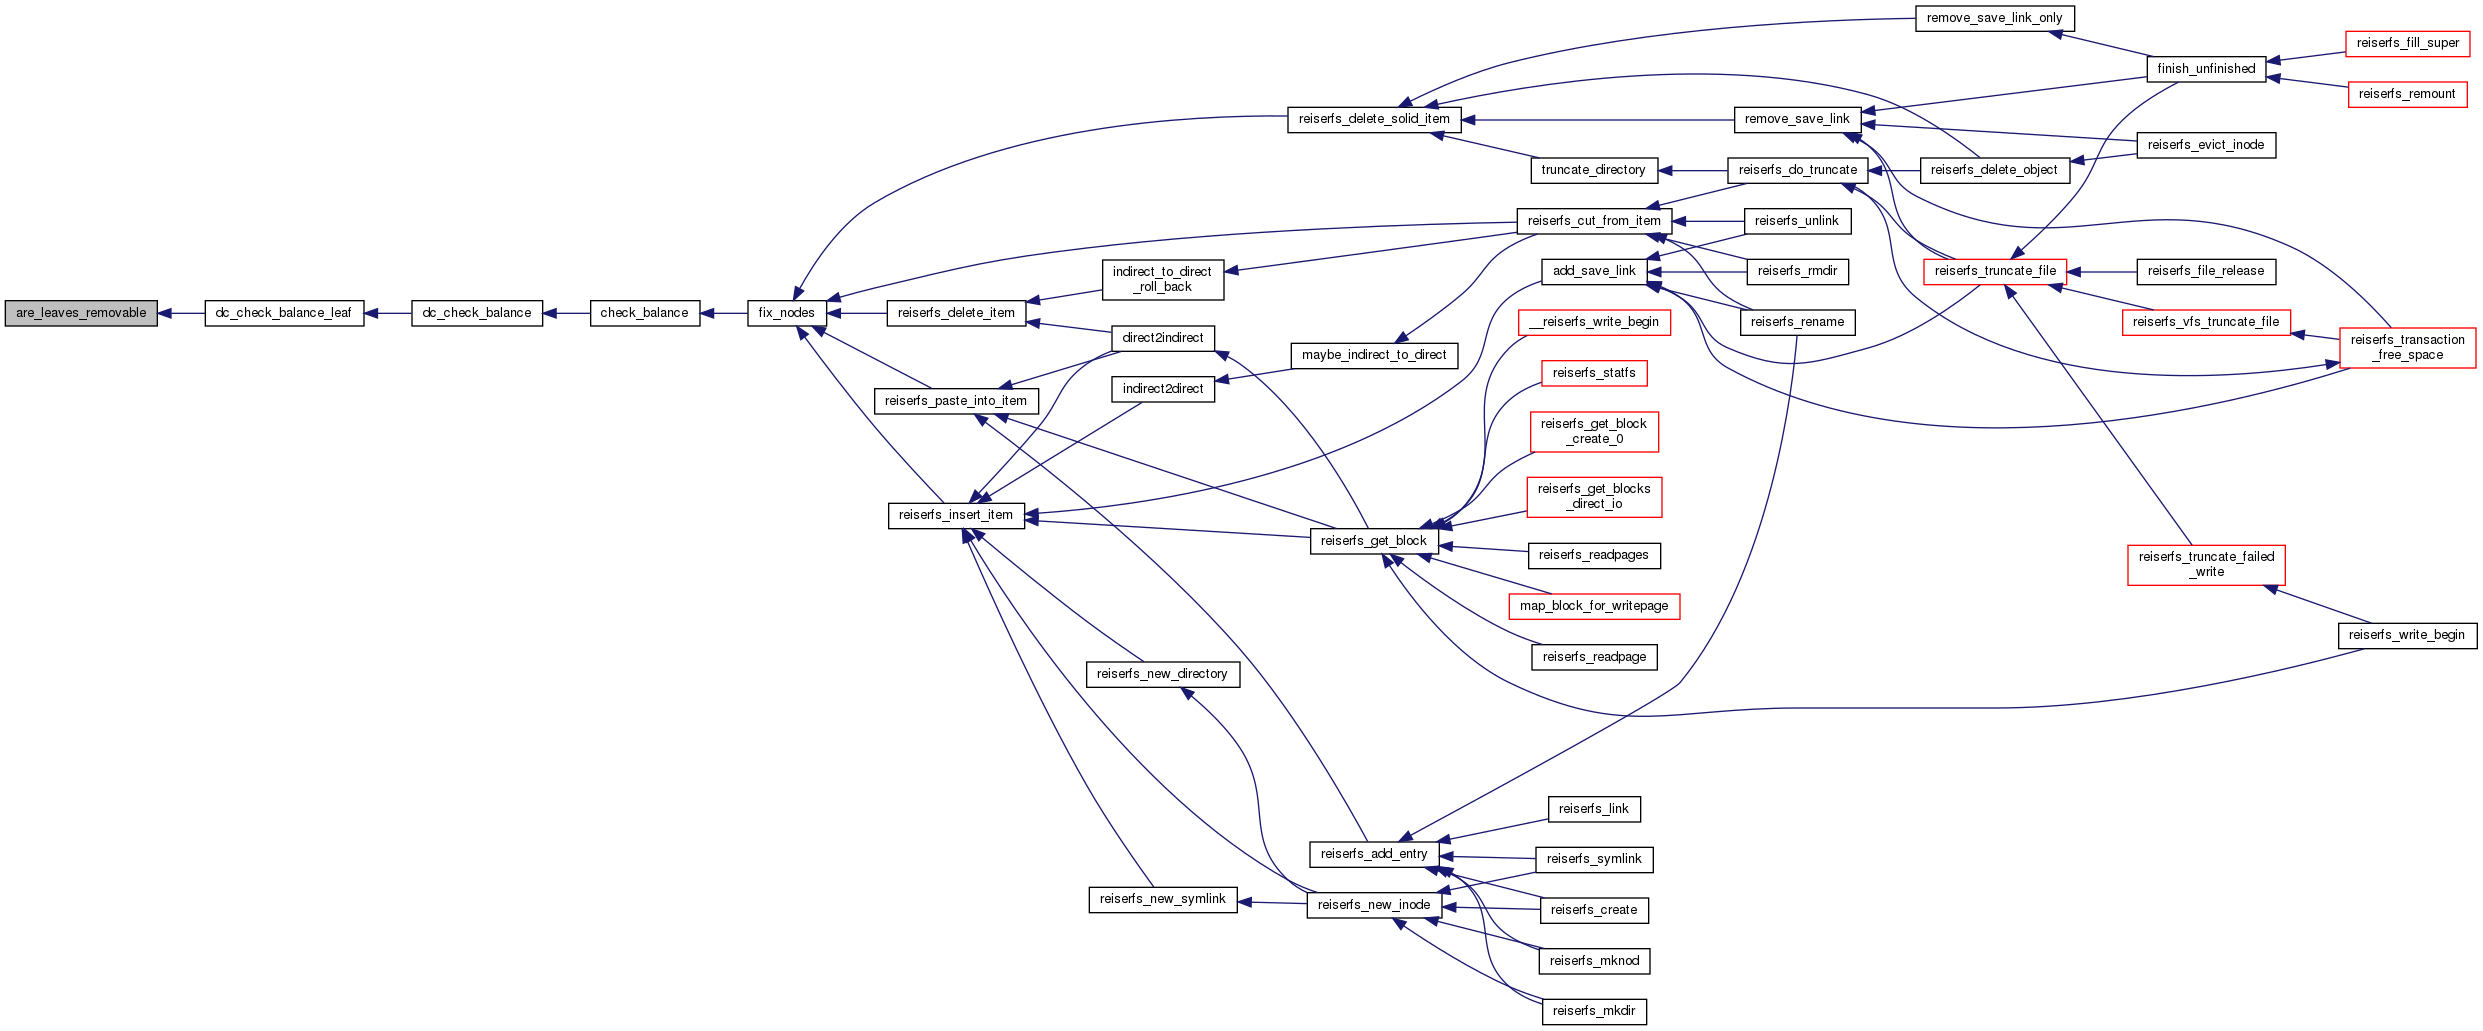 are_leaves_removable
dc_check_balance_leaf
dc_check_balance
check_balance
fix_nodes
reiserfs_delete_solid_item
reiserfs_cut_from_item
indirect_to_direct
_roll_back
reiserfs_delete_item
direct2indirect
indirect2direct
maybe_indirect_to_direct
reiserfs_paste_into_item
reiserfs_insert_item
reiserfs_get_block
reiserfs_new_directory
reiserfs_new_symlink
reiserfs_add_entry
reiserfs_new_inode
remove_save_link_only
finish_unfinished
reiserfs_fill_super
reiserfs_remount
remove_save_link
truncate_directory
reiserfs_do_truncate
reiserfs_delete_object
reiserfs_evict_inode
reiserfs_unlink
add_save_link
reiserfs_rmdir
reiserfs_rename
reiserfs_truncate_file
reiserfs_file_release
reiserfs_vfs_truncate_file
reiserfs_transaction
_free_space
__reiserfs_write_begin
reiserfs_statfs
reiserfs_get_block
_create_0
reiserfs_get_blocks
_direct_io
reiserfs_readpages
map_block_for_writepage
reiserfs_readpage
reiserfs_truncate_failed
_write
reiserfs_write_begin
reiserfs_link
reiserfs_symlink
reiserfs_create
reiserfs_mknod
reiserfs_mkdir